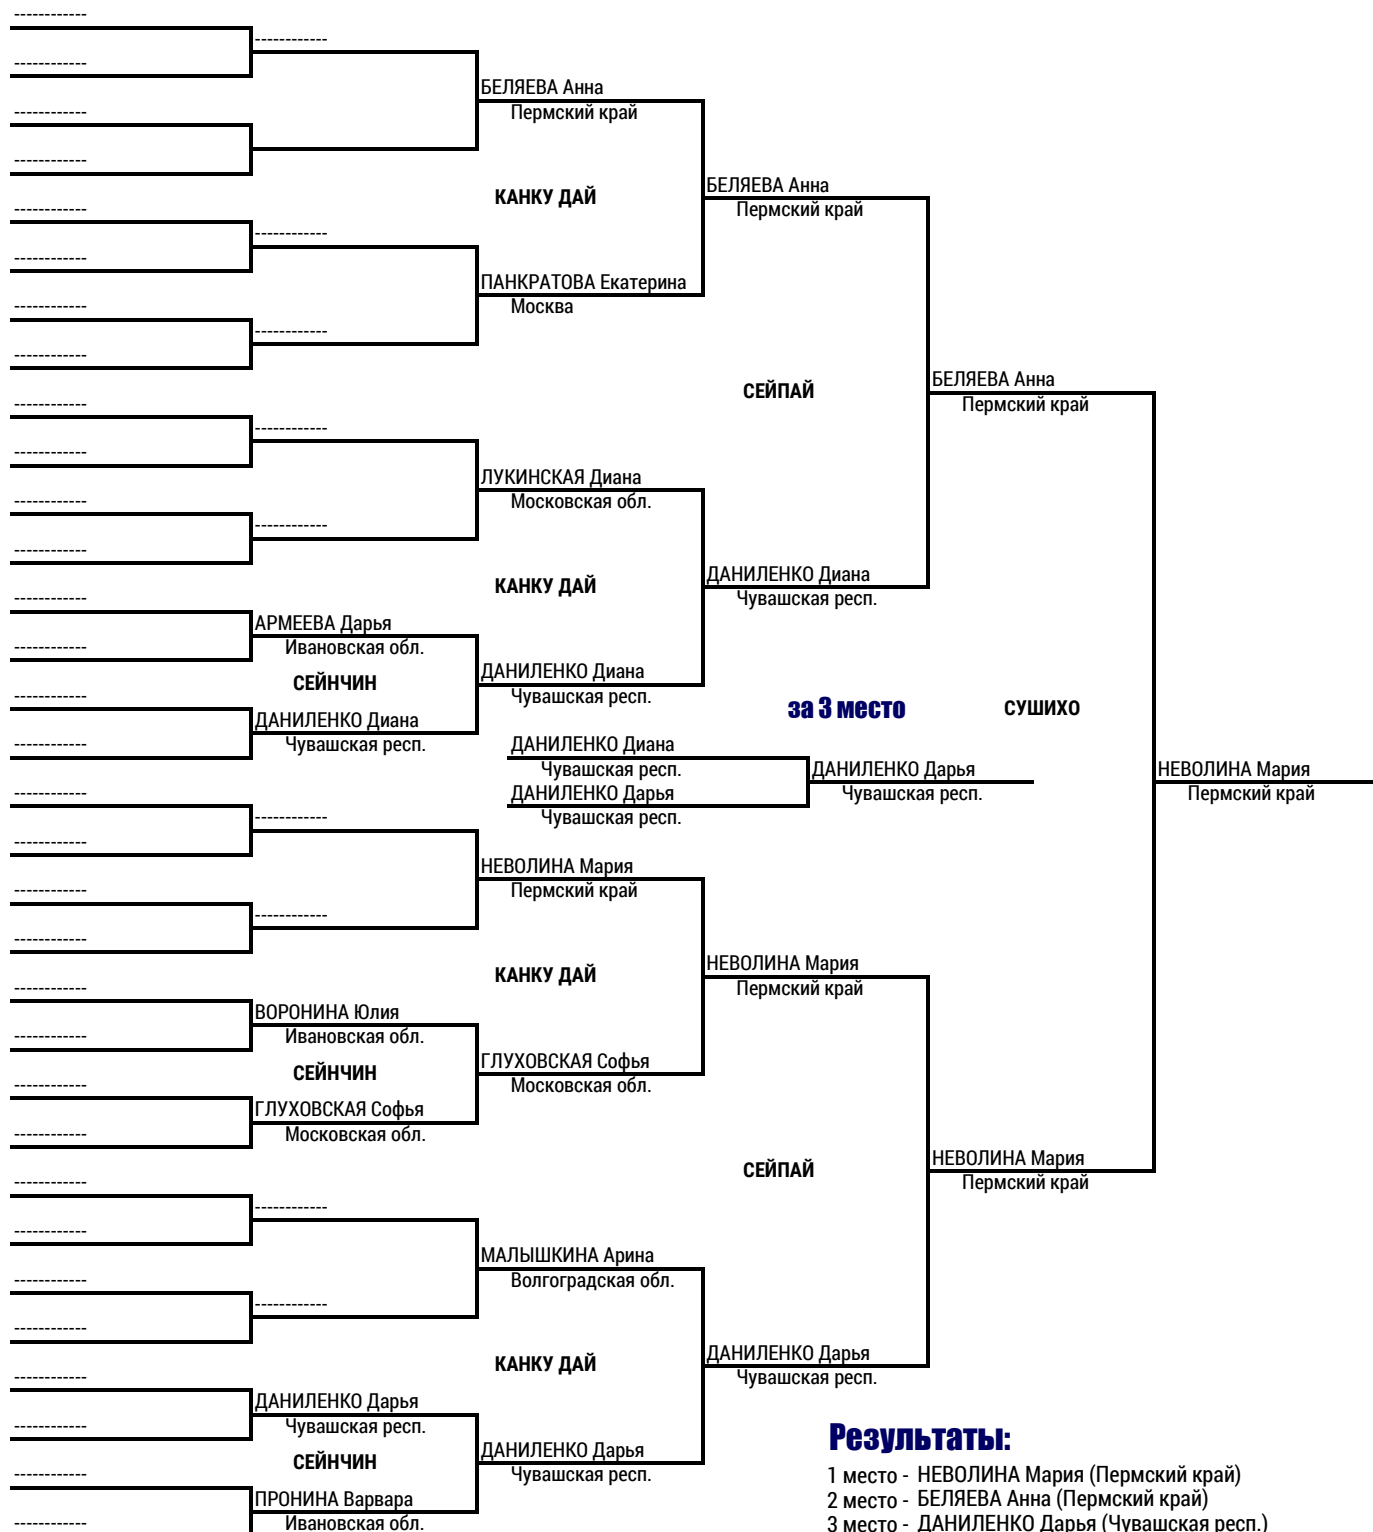 ------------
------------
------------
------------
БЕЛЯЕВА Анна
------------
Пермский край
------------
БЕЛЯЕВА Анна
КАНКУ ДАЙ
------------
Пермский край
------------
------------
ПАНКРАТОВА Екатерина
------------
Москва
------------
------------
БЕЛЯЕВА Анна
СЕЙПАЙ
------------
Пермский край
------------
------------
ЛУКИНСКАЯ Диана
------------
Московская обл.
------------
------------
ДАНИЛЕНКО Диана
КАНКУ ДАЙ
------------
Чувашская респ.
АРМЕЕВА Дарья
------------
Ивановская обл.
ДАНИЛЕНКО Диана
СЕЙНЧИН
------------
Чувашская респ.
за 3 место
СУШИХО
ДАНИЛЕНКО Диана
------------
Чувашская респ.
ДАНИЛЕНКО Диана
Чувашская респ.
ДАНИЛЕНКО Дарья
НЕВОЛИНА Мария
------------
ДАНИЛЕНКО Дарья
Чувашская респ.
Пермский край
------------
Чувашская респ.
------------
НЕВОЛИНА Мария
------------
Пермский край
------------
------------
НЕВОЛИНА Мария
КАНКУ ДАЙ
------------
Пермский край
ВОРОНИНА Юлия
------------
Ивановская обл.
ГЛУХОВСКАЯ Софья
СЕЙНЧИН
------------
Московская обл.
ГЛУХОВСКАЯ Софья
------------
Московская обл.
НЕВОЛИНА Мария
СЕЙПАЙ
------------
Пермский край
------------
------------
МАЛЫШКИНА Арина
------------
Волгоградская обл.
------------
------------
ДАНИЛЕНКО Дарья
КАНКУ ДАЙ
------------
Чувашская респ.
ДАНИЛЕНКО Дарья
------------
Чувашская респ.
Результаты:
ДАНИЛЕНКО Дарья
СЕЙНЧИН
------------
Чувашская респ.
1 место - НЕВОЛИНА Мария (Пермский край)
ПРОНИНА Варвара
2 место - БЕЛЯЕВА Анна (Пермский край)
------------
Ивановская обл.
3 место - ДАНИЛЕНКО Дарья (Чувашская респ.)